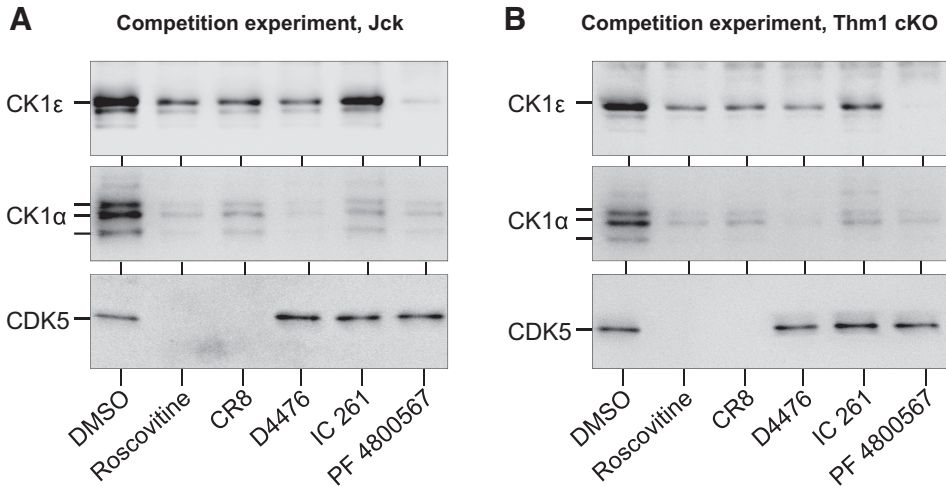 A
Competition experiment, Jck
CK1ε
CK1α
CDK5
DMSO
Roscovitine
CR8
D4476
IC 261
PF 4800567
B
Competition experiment, Thm1 cKO
CK1ε
CK1α
CDK5
DMSO
Roscovitine
CR8
D4476
IC 261
PF 4800567